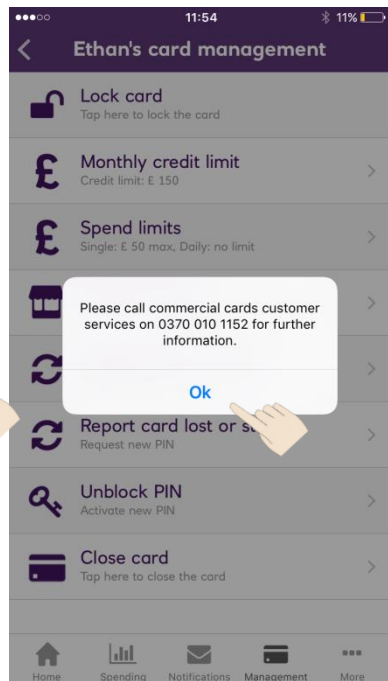 11:54
11%
Ethan's card management
Lock card
Tap here to lock the card
Monthly credit limit
Credit limit: £ 150
Spend limits
Single: £ 50 max, Daily: no limit
Please call commercial cards customer
services on 0370 010 1152 for further
information.
Ok
Report card lost or
Request new PIN
Unblock PIN
Activate new PIN
Close card
Tap here to close the card
Home Spending Notifications Management More